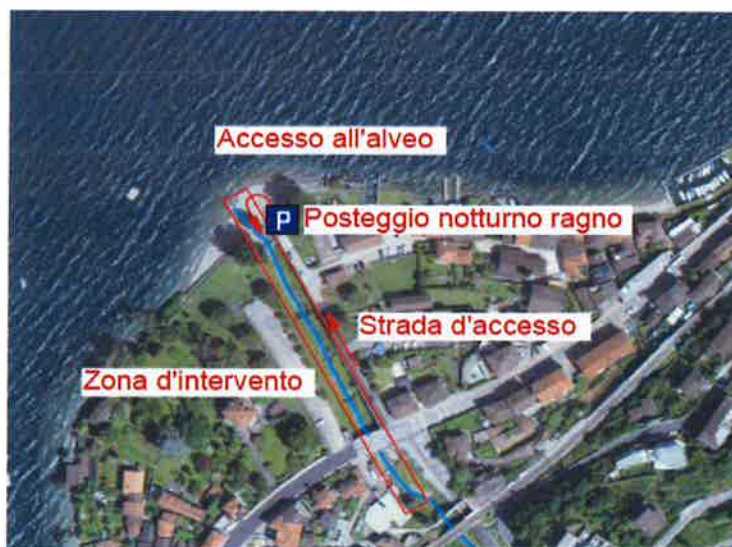 Accesso all'alveo
P Posteggio notturno ragno
Strada d'accesso
Zona d'intervento